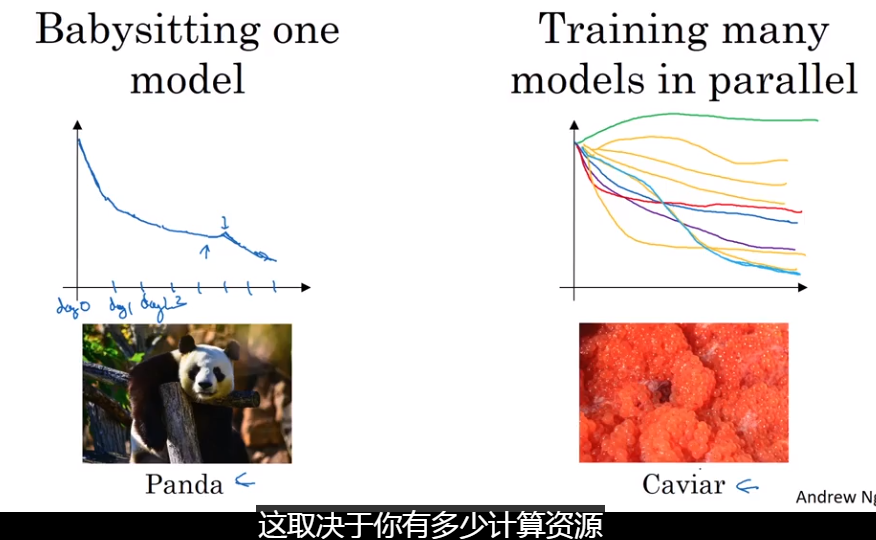 Babysitting one
model
Training many
models in parallel
day 0
day 1
day 2
Panda
Caviar
Andrew Ng
这取决于你有多少计算资源